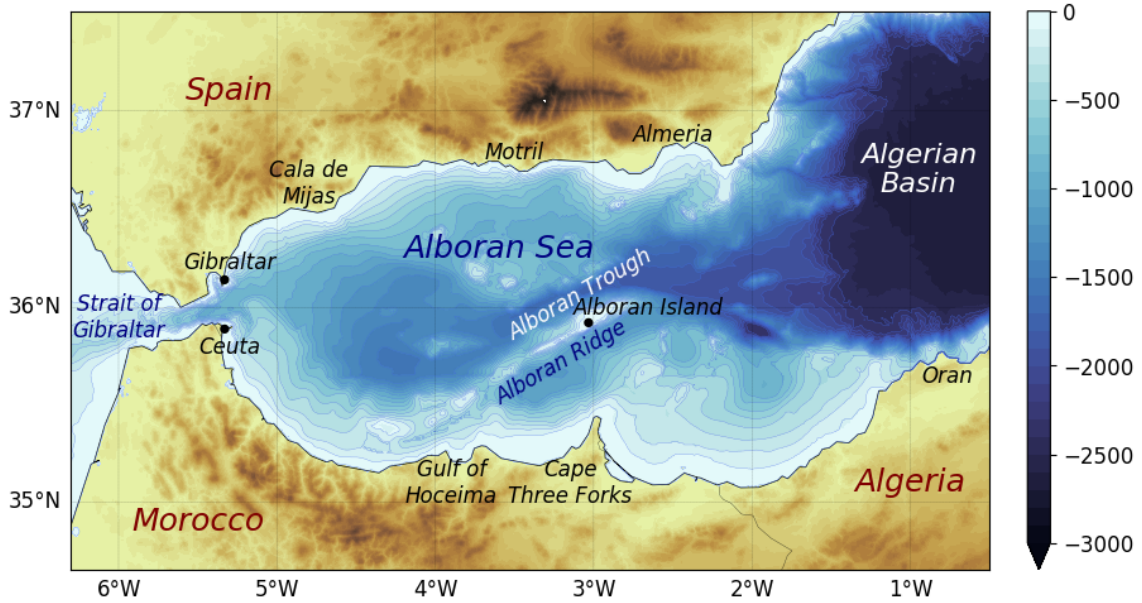 Spain
37°N
Almeria
Motril
Algerian
Basin
Cala de
Mijas
Alboran Sea
Gibraltar
Alboran Trough
36°N
Strait of
Gibraltar
Alboran Island
Ceuta
Alboran Ridge
Oran
Gulf of
Hoceima
Cape
Three Forks
Algeria
35°N
Morocco
6°W
5°W
4°W
3°W
2°W
1°W
0
−500
−1000
−1500
−2000
−2500
−3000